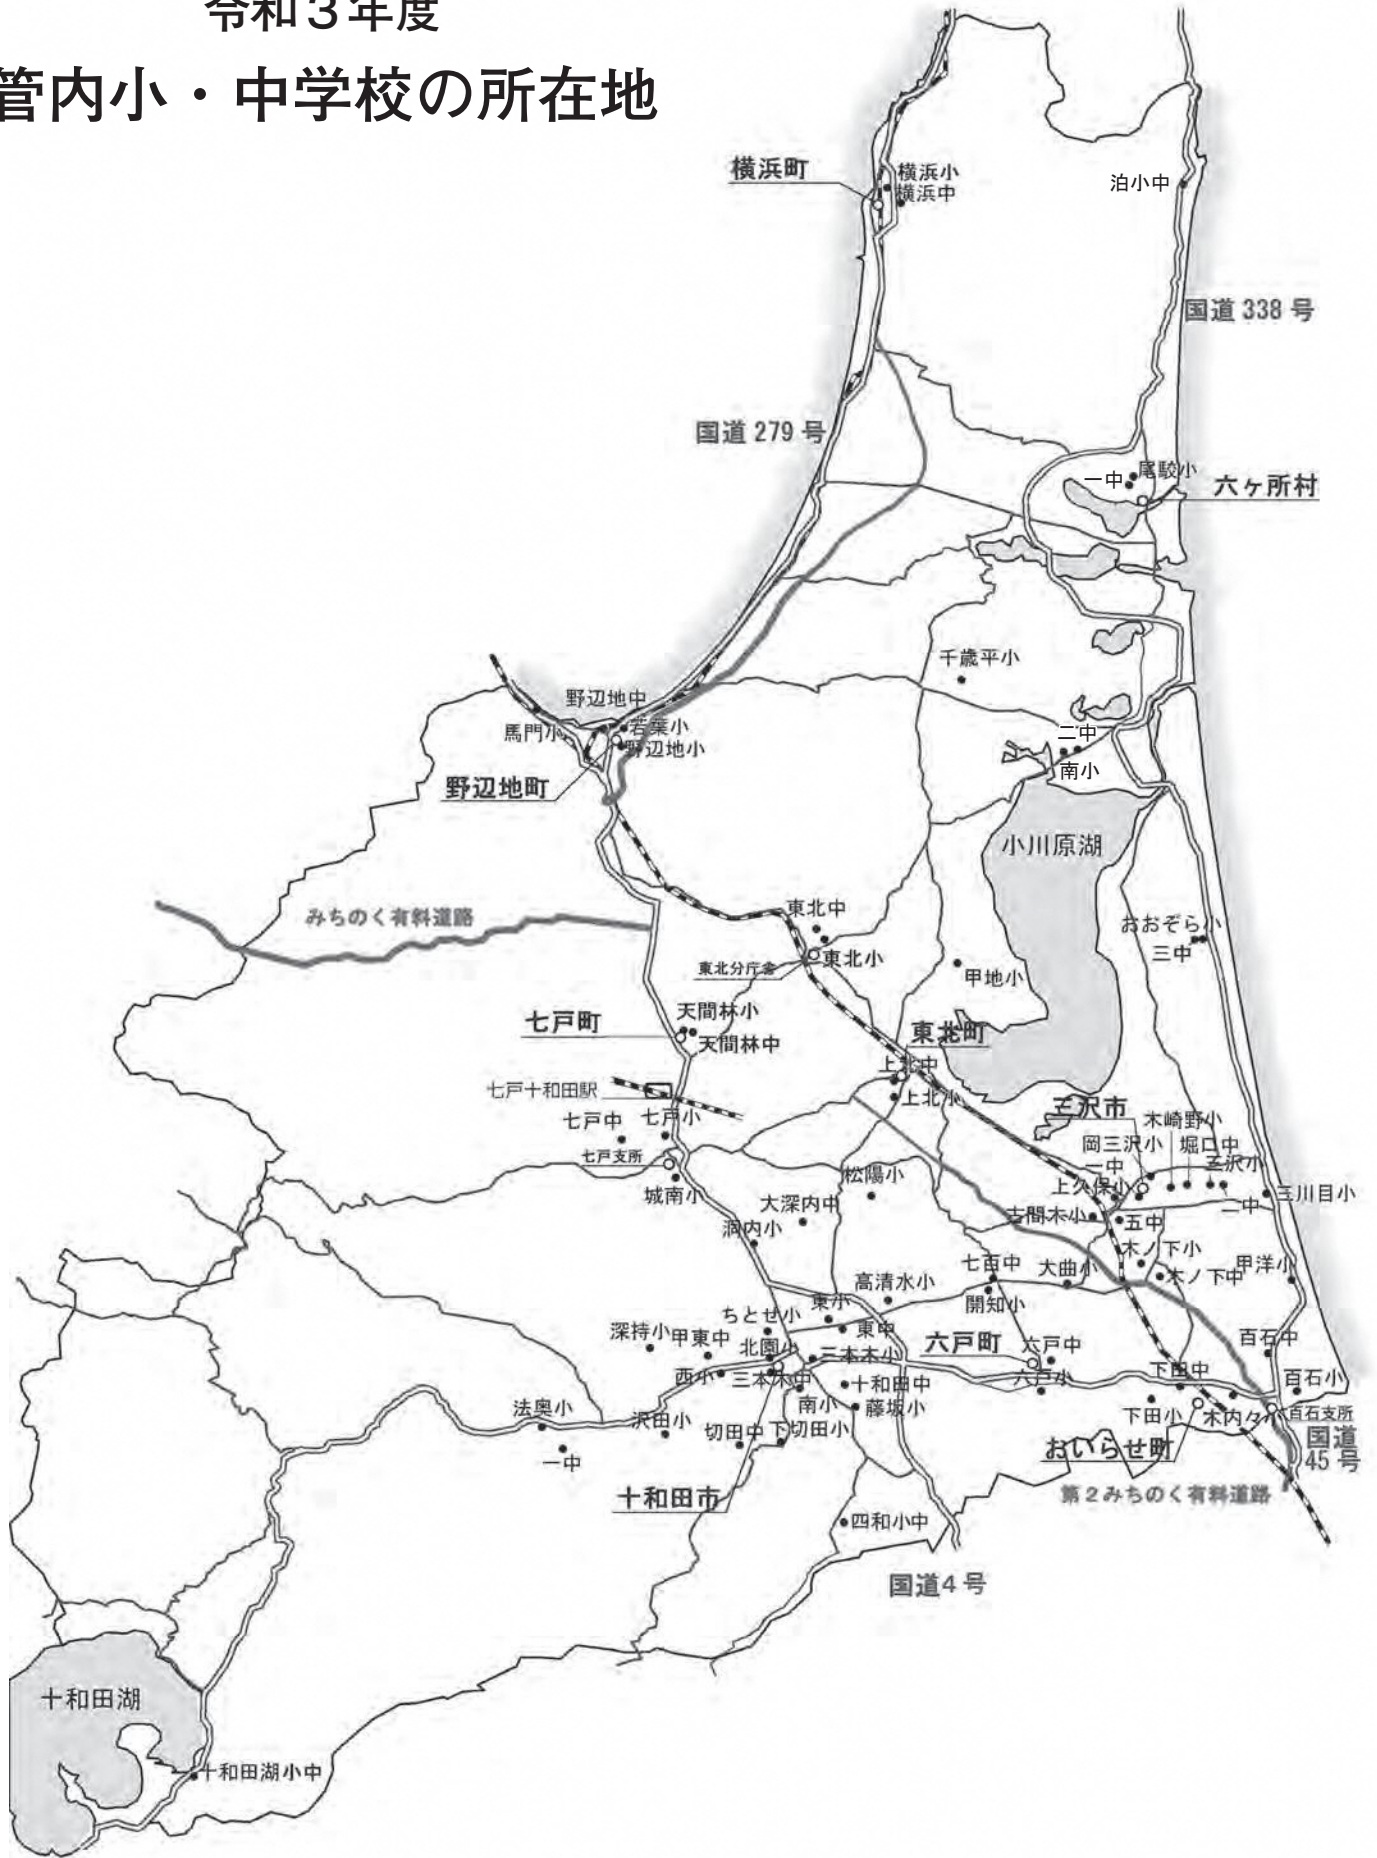 令和３年度
管内小・中学校の所在地
横浜町
横浜小
横浜中
泊小中
国道 338 号
国道 279 号
尾駮小
一中
六ヶ所村
千歳平小
野辺地中
馬門小
若葉小
野辺地小
野辺地町
二中
南小
小川原湖
みちのく有料道路
東北中
東北小
東北分庁舎
おおぞら小
三中
甲地小
天間林小
七戸町
天間林中
東北町
上北中
上北小
七戸十和田駅
七戸中
七戸小
七戸支所
城南小
三沢市
木崎野小
岡三沢小
堀口中
一中
三沢小
上久保小
二中
三川目小
古間木小
五中
松陽小
大深内中
洞内小
木ノ下小
木ノ下中
甲洋小
七百中
犬曲小
開知小
高清水小
東小
ちとせ小
東中
深持小
甲東中
北園小
三本木小
六戸町
六戸中
六戸小
百石中
西小
三本木中
十和田中
下田中
百石小
南小
藤坂小
法奥小
沢田小
切田中
下切田小
下田小
木内々小
百石支所
一中
おいらせ町
国道
45 号
十和田市
第２みちのく有料道路
四和小中
国道４号
十和田湖
十和田湖小中